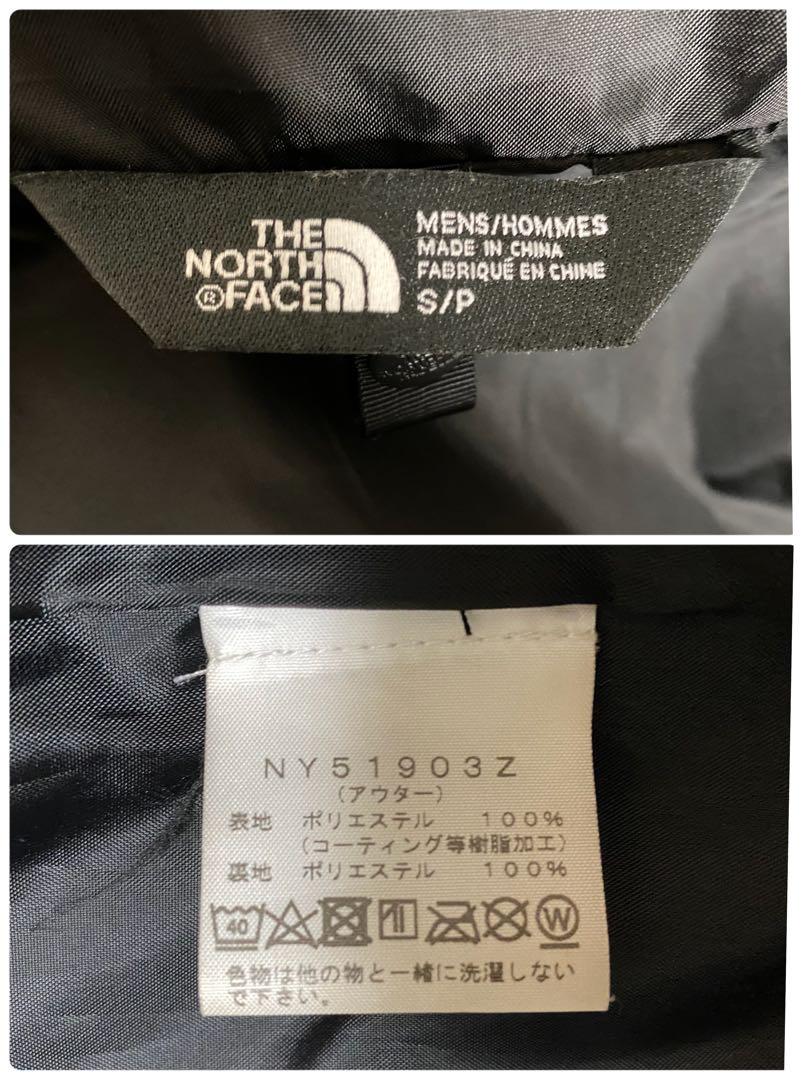 THE
NORTH
FACE®
MENS/HOMMES
MADE IN CHINA
FABRIQUÉ EN CHINE
S/P
NY51903Z
(アウター)
表地 ポリエステル 100%
(コーティング等樹脂加工)
裏地 ポリエステル 100%
40 W
色物は他の物と一緒に洗濯しない
で下さい。